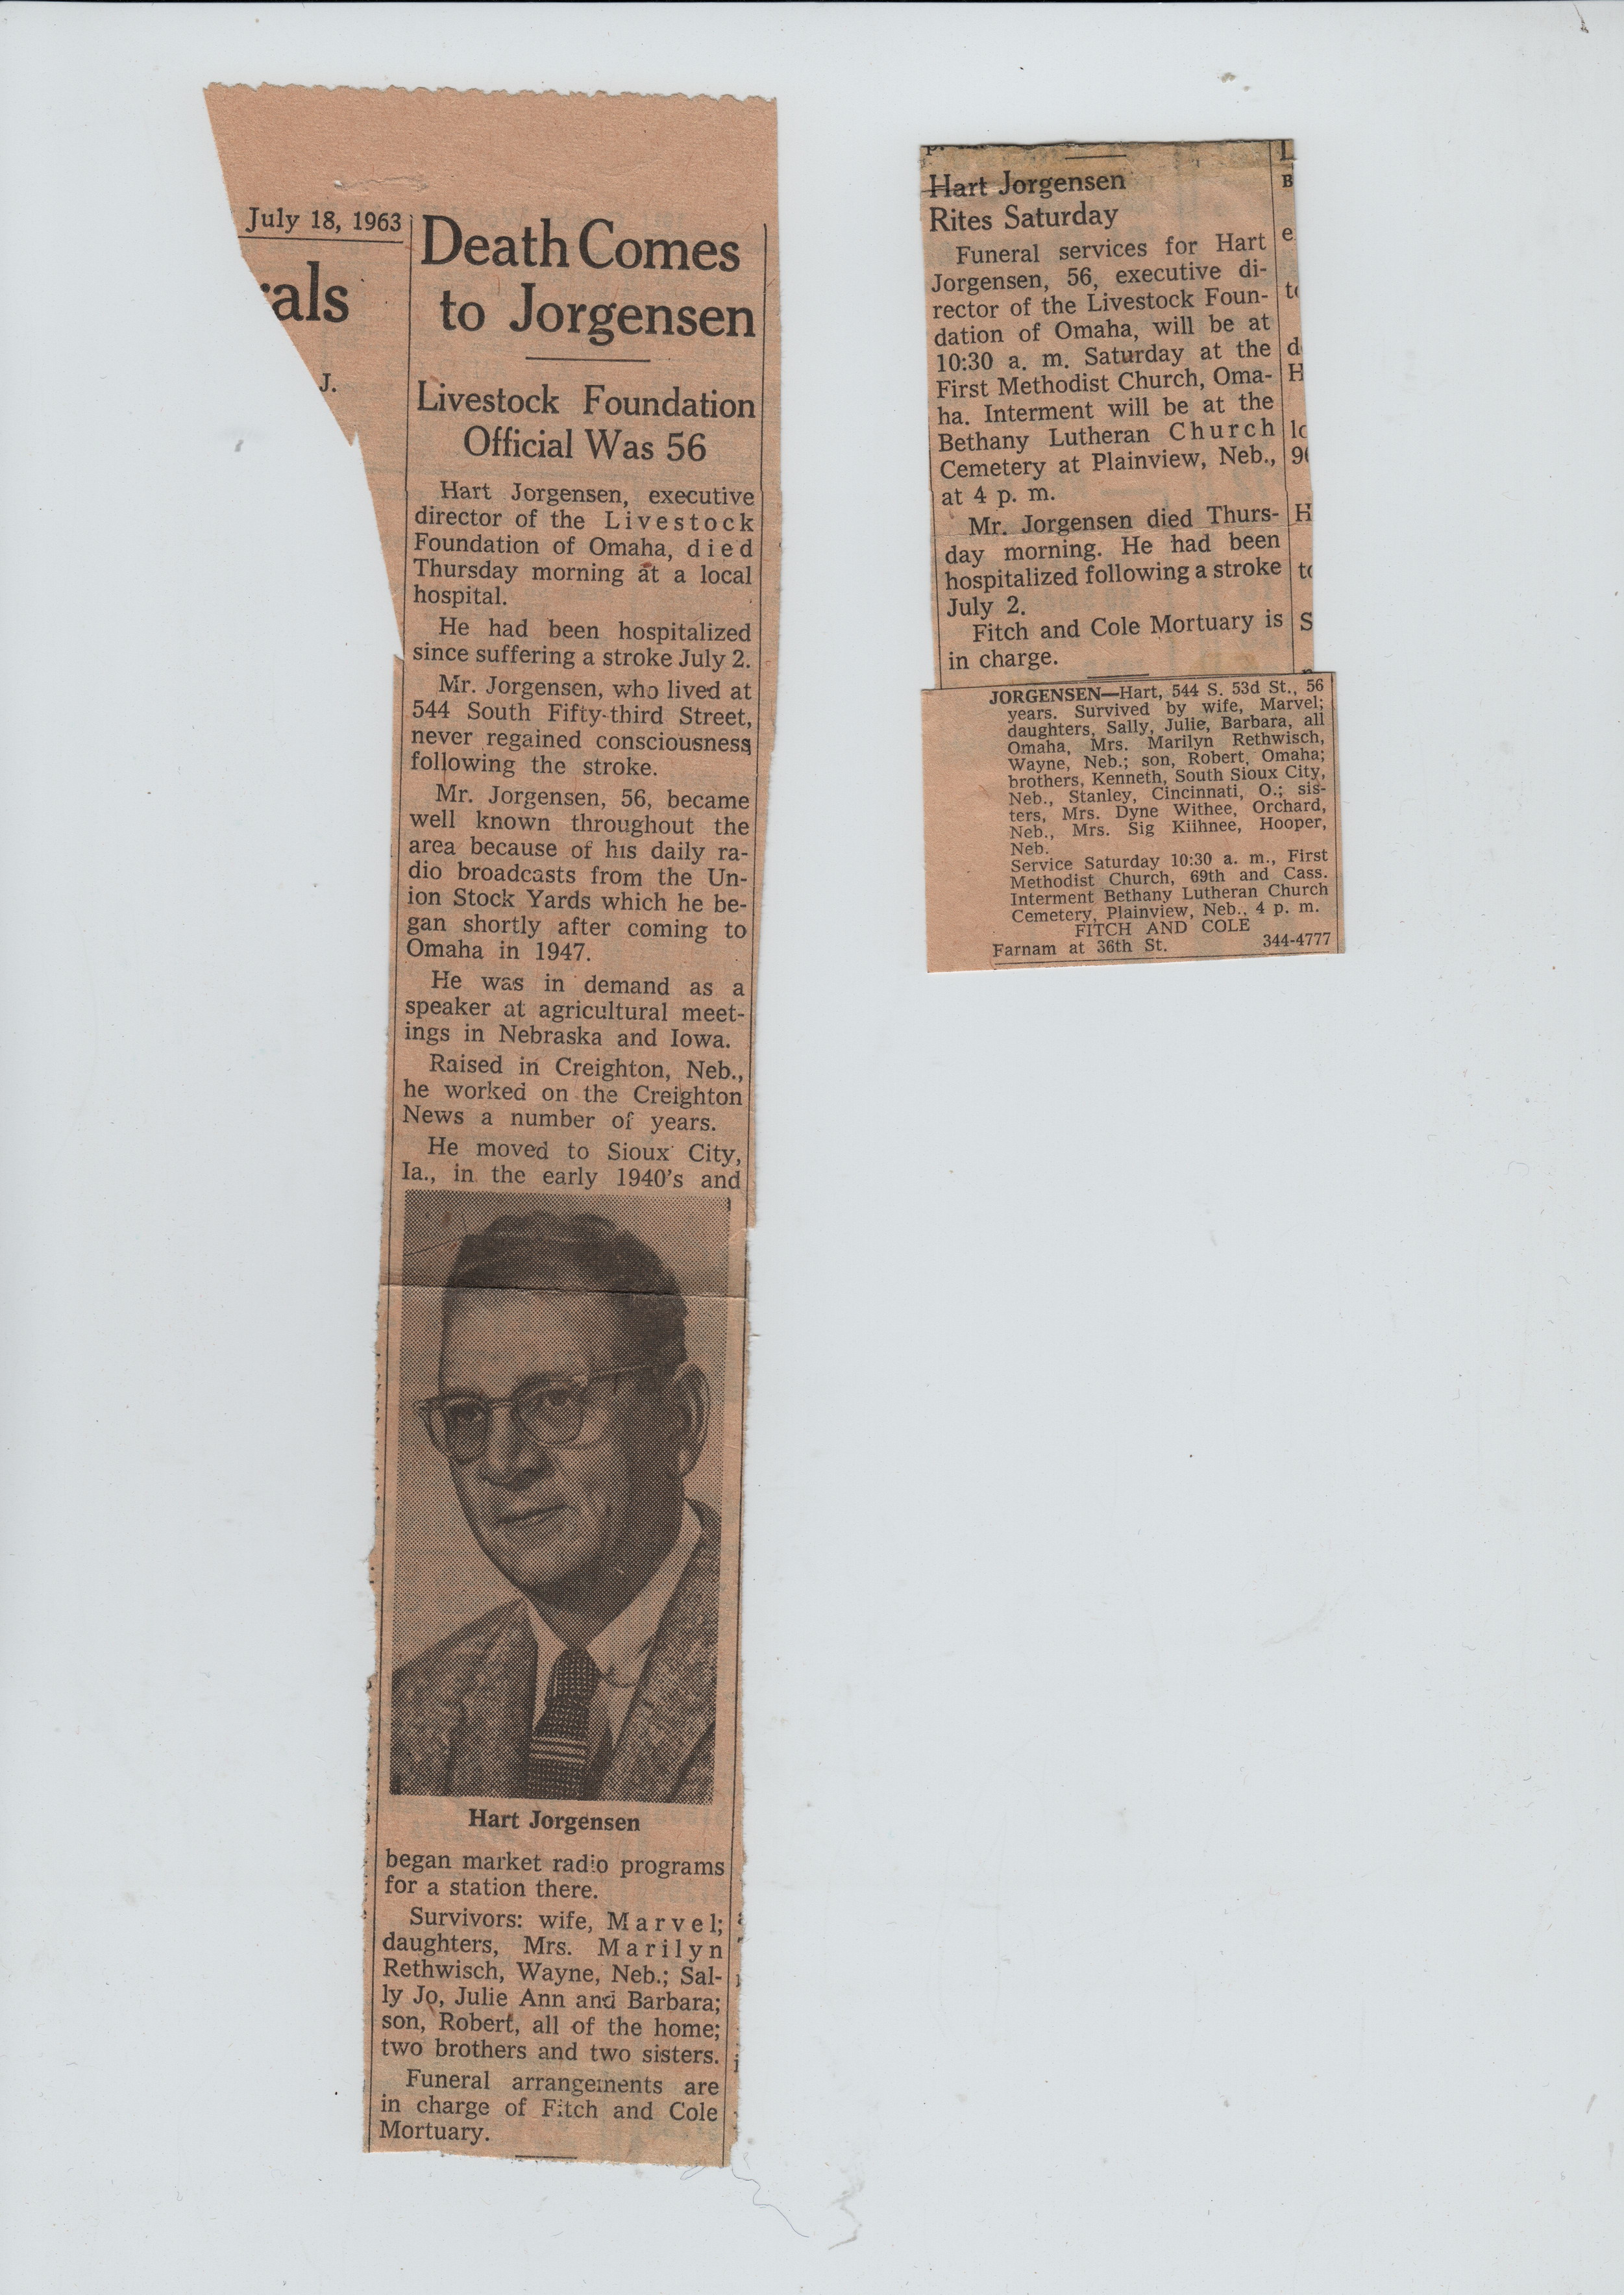 July 18, 1963
rals
J.
Death Comes
to Jorgensen
Livestock Foundation
Official Was 56
Hart Jorgensen, executive
director of the Livestock
Foundation of Omaha, died
Thursday morning at a local
hospital.
He had been hospitalized
since suffering a stroke July 2.
Mr. Jorgensen, who lived at
544 South Fifty-third Street,
never regained consciousness
following the stroke.
Mr. Jorgensen, 56, became
well known throughout the
area because of his daily ra-
dio broadcasts from the Un-
ion Stock Yards which he be-
gan shortly after coming to
Omaha in 1947.
He was in demand as a
speaker at agricultural meet-
ings in Nebraska and Iowa.
Raised in Creighton, Neb.,
he worked on the Creighton
News a number of years.
He moved to Sioux City,
Ia., in the early 1940's and
Hart Jorgensen
began market radio programs
for a station there.
Survivors: wife, Marvel;
daughters, Mrs. Marilyn
Rethwisch, Wayne, Neb.; Sal-
ly Jo, Julie Ann and Barbara;
son, Robert, all of the home;
two brothers and two sisters.
Funeral arrangements are
in charge of Fitch and Cole
Mortuary.
Hart Jorgensen
Rites Saturday
Funeral services for Hart
Jorgensen, 56, executive di-
rector of the Livestock Foun-
dation of Omaha, will be at
10:30 a. m. Saturday at the
First Methodist Church, Oma-
ha. Interment will be at the
Bethany Lutheran Church
Cemetery at Plainview, Neb.,
at 4 p. m.
Mr. Jorgensen died Thurs-
day morning. He had been
hospitalized following a stroke
July 2.
Fitch and Cole Mortuary is
in charge.
JORGENSEN—Hart, 544 S. 53d St., 56
years. Survived by wife, Marvel;
daughters, Sally, Julie, Barbara, all
Omaha, Mrs. Marilyn Rethwisch,
Wayne, Neb.; son, Robert, Omaha;
brothers, Kenneth, South Sioux City,
Neb., Stanley, Cincinnati, O.; sis-
ters, Mrs. Dyne Withee, Orchard,
Neb., Mrs. Sig Kiihnee, Hooper,
Neb.
Service Saturday 10:30 a. m., First
Methodist Church, 69th and Cass.
Interment Bethany Lutheran Church
Cemetery, Plainview, Neb., 4 p. m.
FITCH AND COLE
Farnam at 36th St. 344-4777